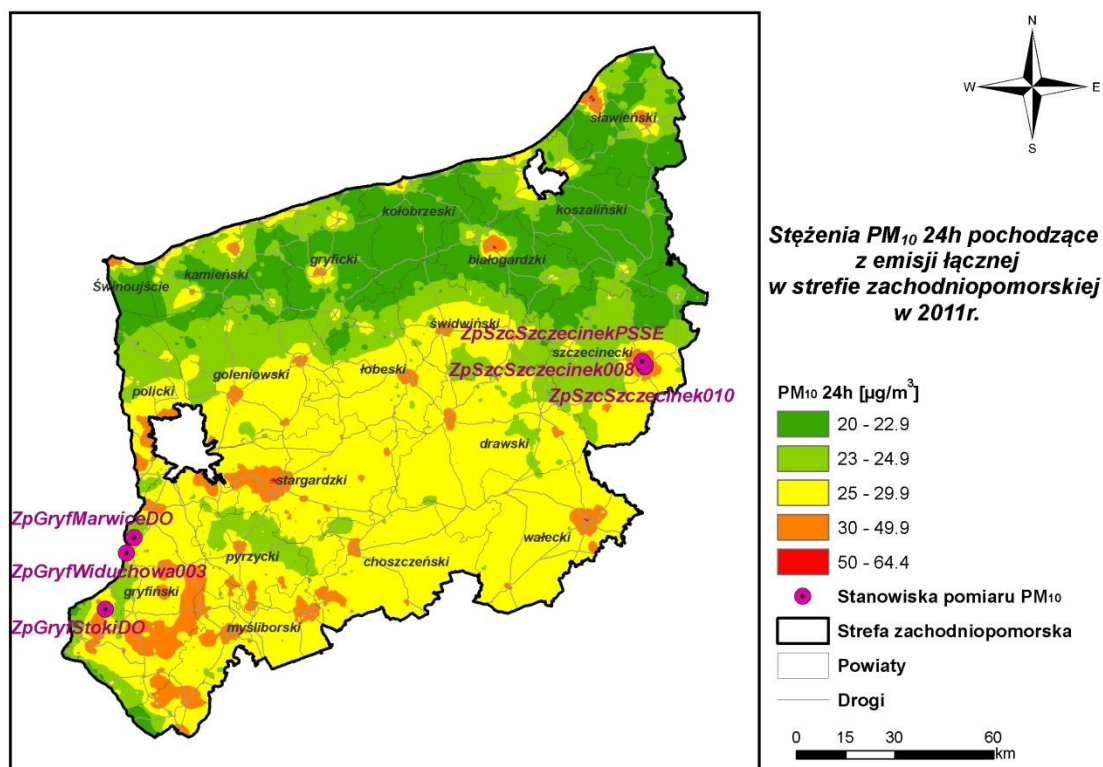 N
W E
S
Stężenia PM10 24h pochodzące
z emisji łącznej
w strefie zachodniopomorskiej
w 2011r.
PM10 24h [µg/m³]
20 - 22.9
23 - 24.9
25 - 29.9
30 - 49.9
50 - 64.4
Stanowiska pomiaru PM10
Strefa zachodniopomorska
Powiaty
Drogi
0 15 30 60
km
sławieński
kołobrzeski
koszaliński
białogardzki
gryficki
kamieński
Świnoujście
świdwiński
ZpSzcSzczecinekPSSE
szczecinecki
ZpSzcSzczecinek008
ZpSzcSzczecinek010
łobeski
goleniowski
policki
drawski
stargardzki
wałecki
ZpGryfMarwiceDO
pyrzycki
choszczeński
ZpGryfWiduchowa003
gryfiński
ZpGryfStokiDO
myśliborski